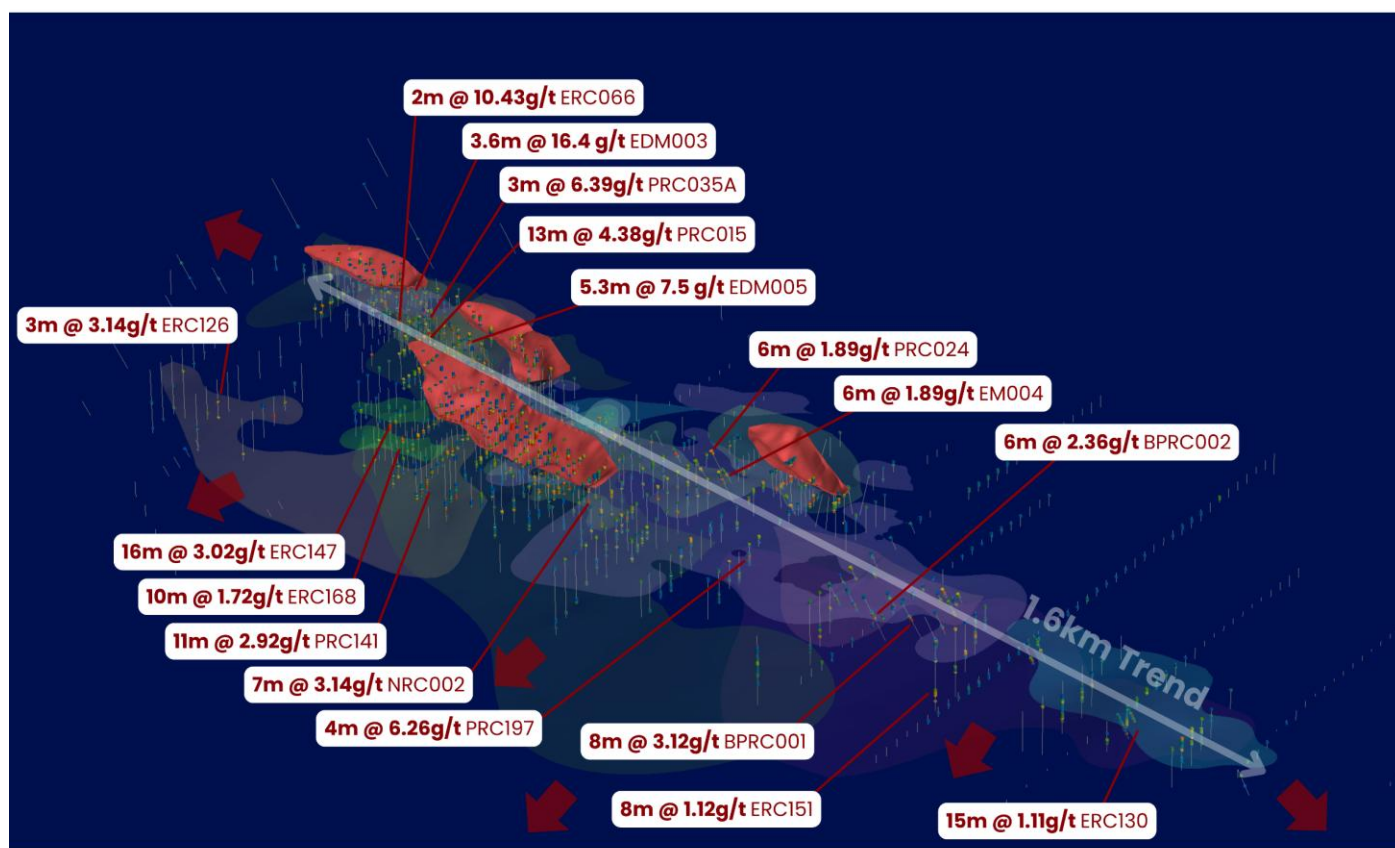 2m @ 10.43g/t ERC066
3.6m @ 16.4 g/t EDM003
3m @ 6.39g/t PRC035A
13m @ 4.38g/t PRC015
5.3m @ 7.5 g/t EDM005
3m @ 3.14g/t ERC126
6m @ 1.89g/t PRC024
6m @ 1.89g/t EM004
6m @ 2.36g/t BPRC002
16m @ 3.02g/t ERC147
10m @ 1.72g/t ERC168
11m @ 2.92g/t PRC141
7m @ 3.14g/t NRC002
4m @ 6.26g/t PRC197
1.6km Trend
8m @ 3.12g/t BPRC001
8m @ 1.12g/t ERC151
15m @ 1.11g/t ERC130